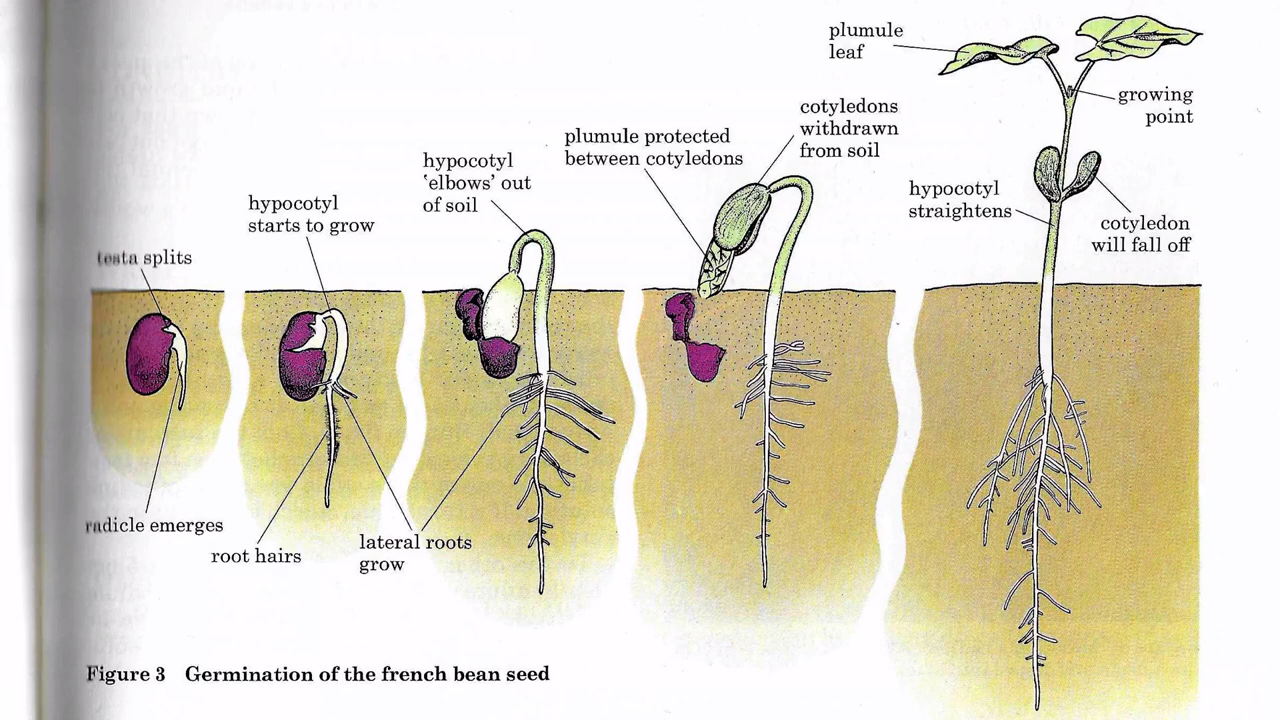 testa splits
radicle emerges
hypocotyl
starts to grow
root hairs
lateral roots
grow
hypocotyl
‘elbows’ out
of soil
plumule protected
between cotyledons
cotyledons
withdrawn
from soil
plumule
leaf
growing
point
hypocotyl
straightens
cotyledon
will fall off
Figure 3 Germination of the french bean seed